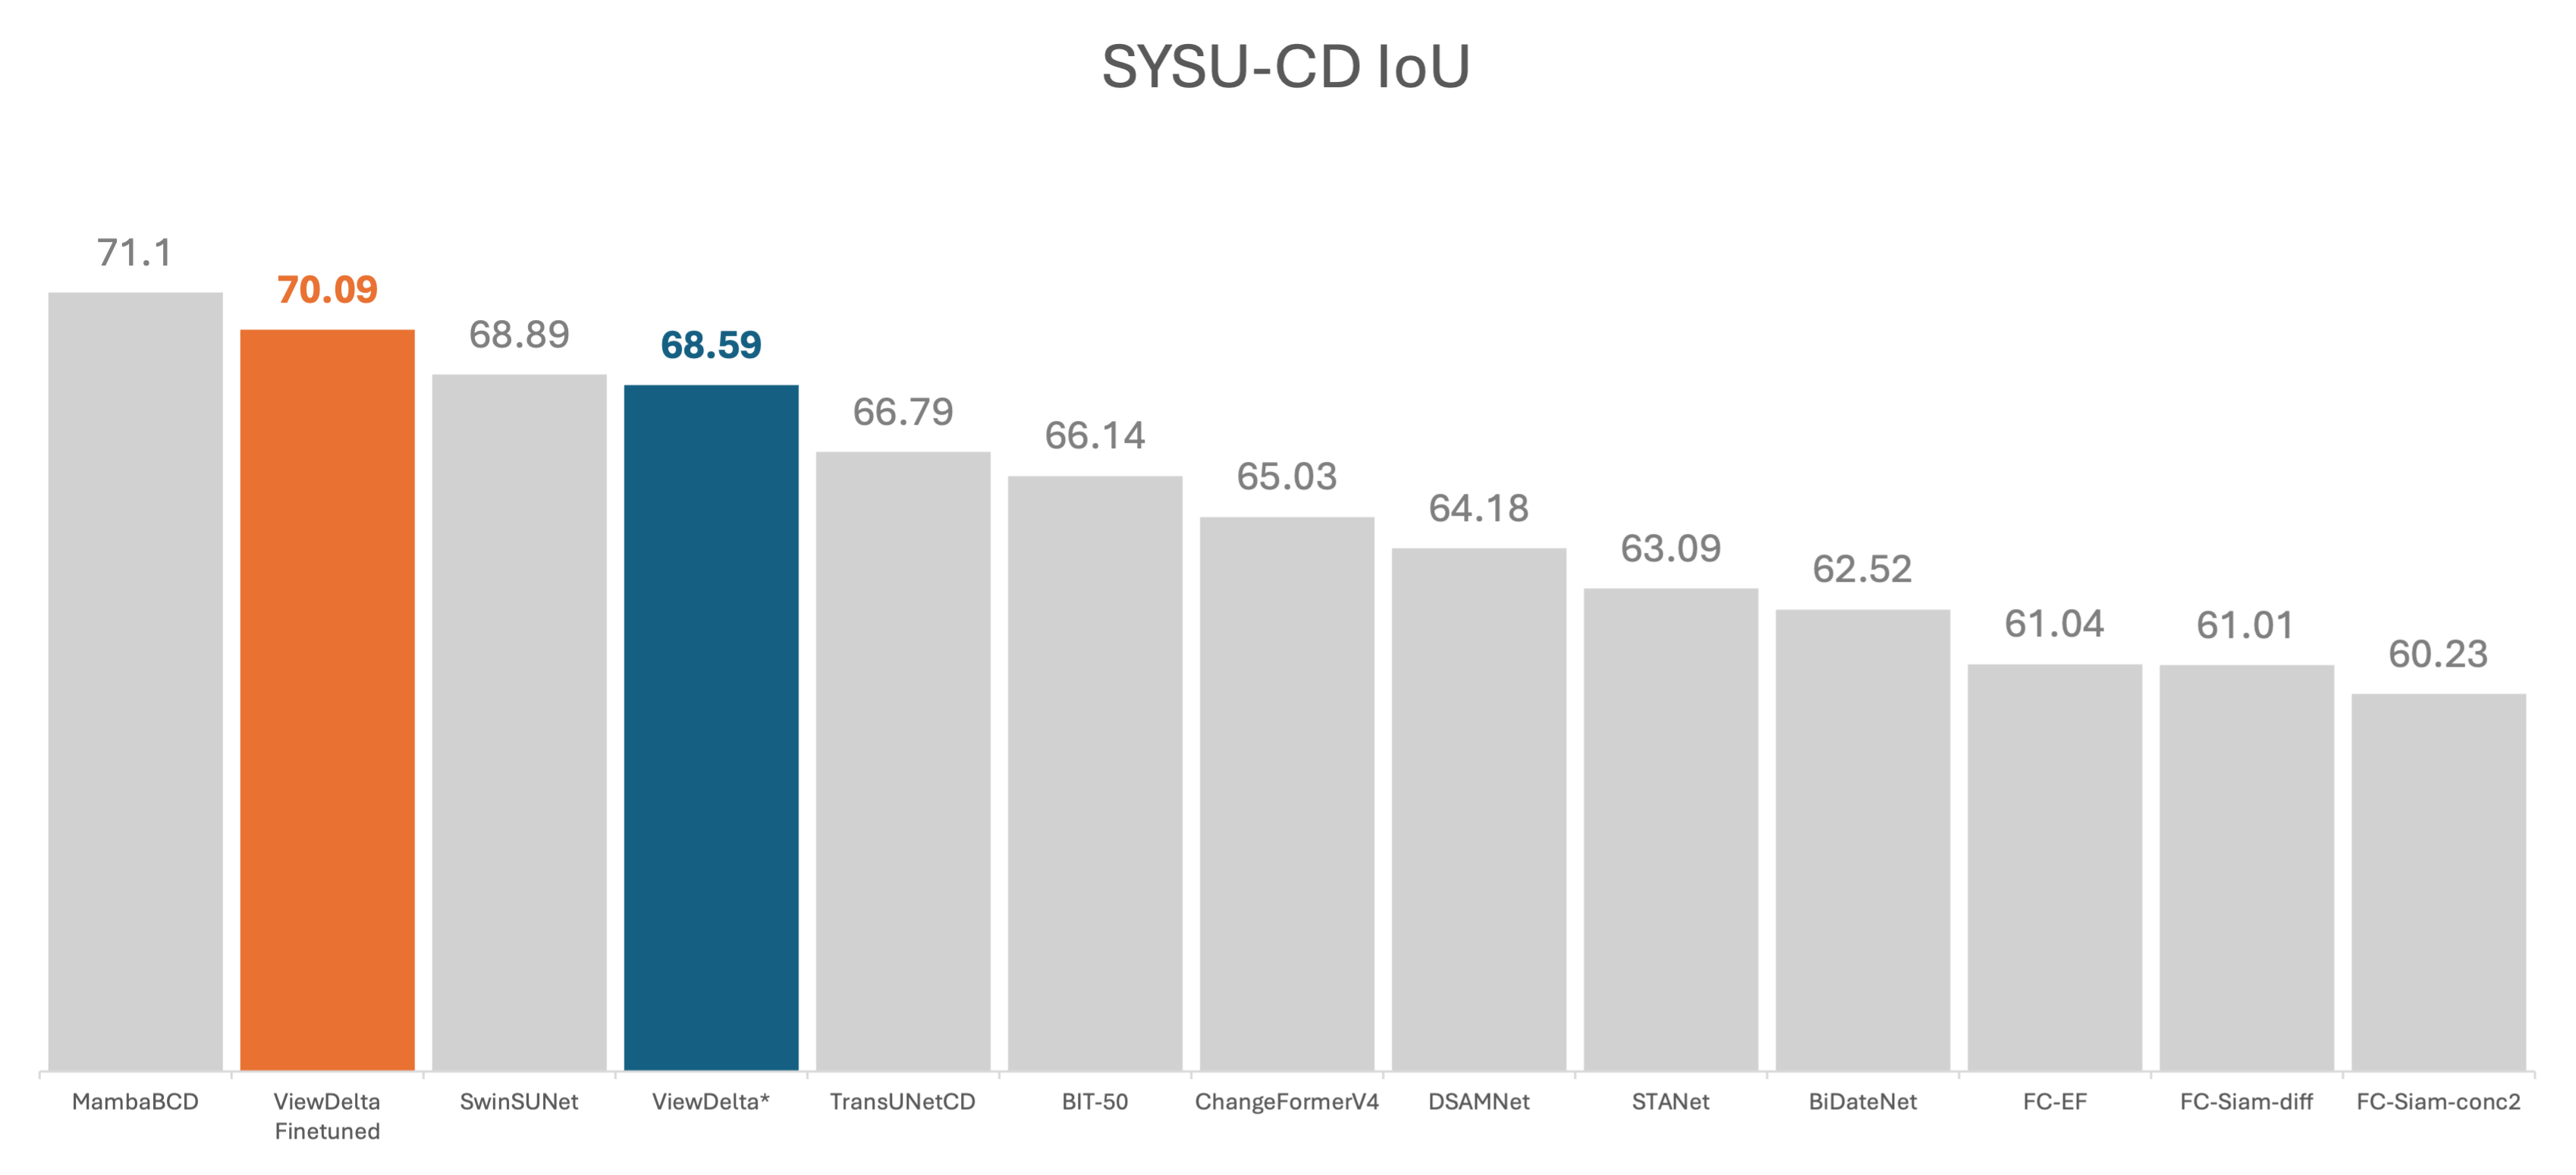 SYSU-CD IoU
71.1
70.09
68.89
68.59
66.79
66.14
65.03
64.18
63.09
62.52
61.04
61.01
60.23
MambaBCD
ViewDelta
Finetuned
SwinSUNet
ViewDelta*
TransUNetCD
BIT-50
ChangeFormerV4
DSAMNet
STANet
BiDateNet
FC-EF
FC-Siam-diff
FC-Siam-conc2